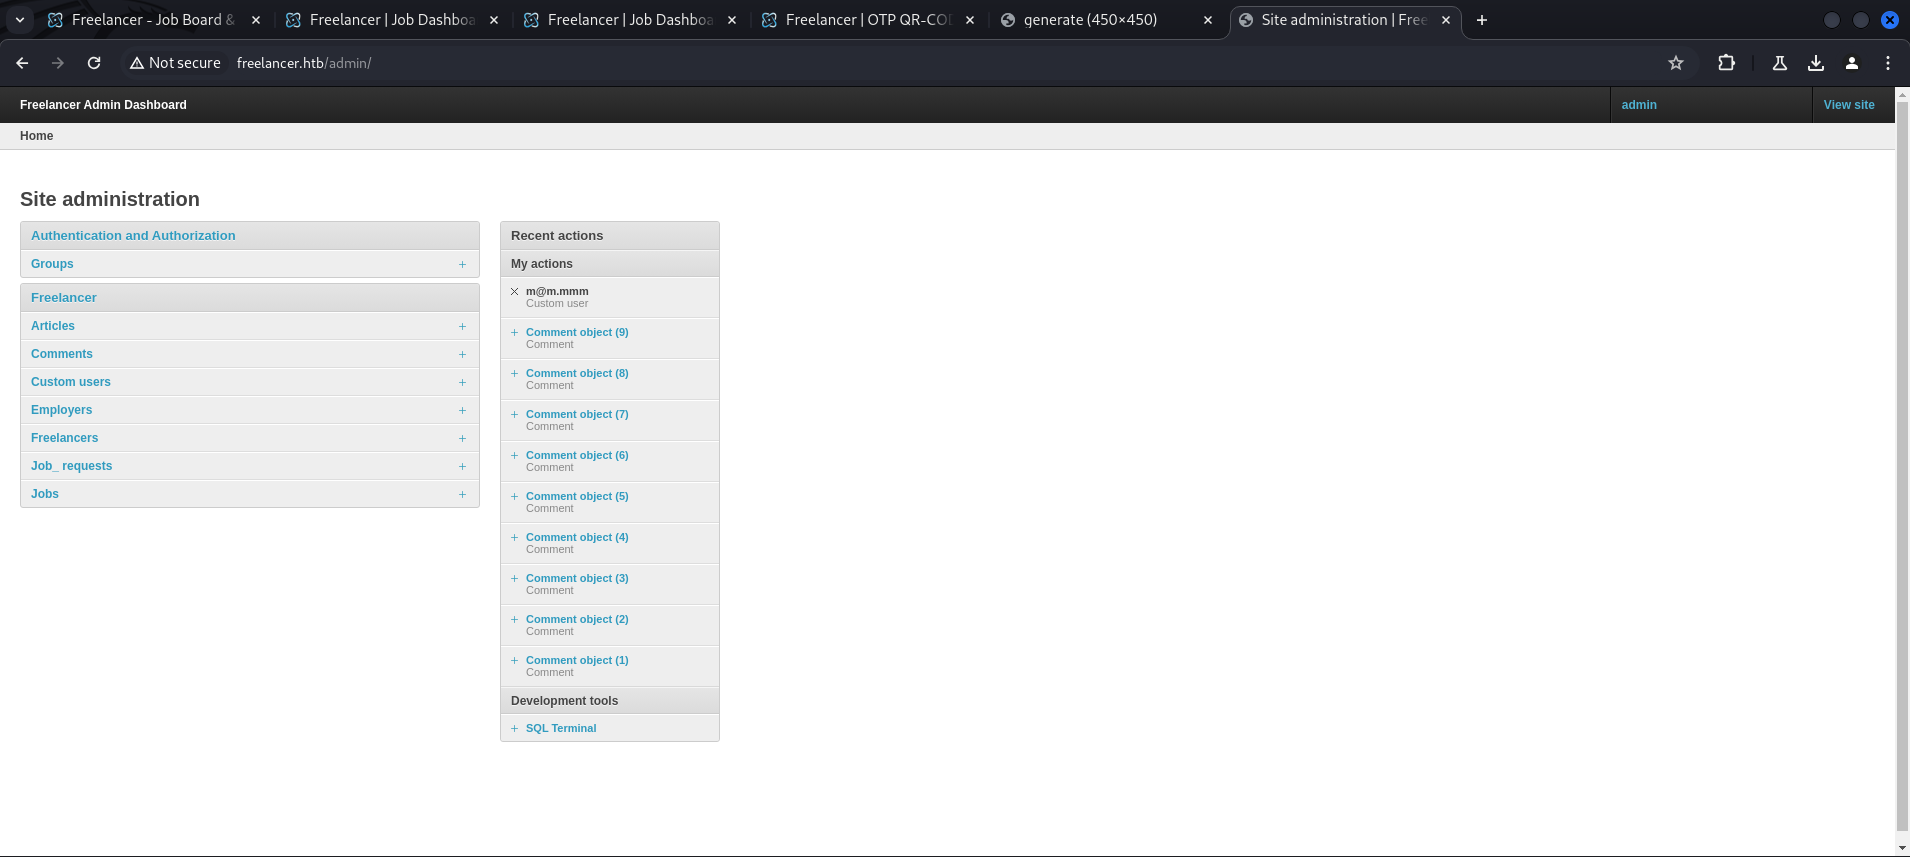 Freelancer - Job Board &
Freelancer | Job Dashboa
Freelancer | Job Dashboa
Freelancer | OTP QR-COD
generate (450×450)
Site administration | Free
Not secure
freelancer.htb/admin/
Freelancer Admin Dashboard
admin
View site
Home
Site administration
Authentication and Authorization
Groups
Freelancer
Articles
Comments
Custom users
Employers
Freelancers
Job_ requests
Jobs
Recent actions
My actions
m@m.mmm
Custom user
Comment object (9)
Comment
Comment object (8)
Comment
Comment object (7)
Comment
Comment object (6)
Comment
Comment object (5)
Comment
Comment object (4)
Comment
Comment object (3)
Comment
Comment object (2)
Comment
Comment object (1)
Comment
Development tools
SQL Terminal